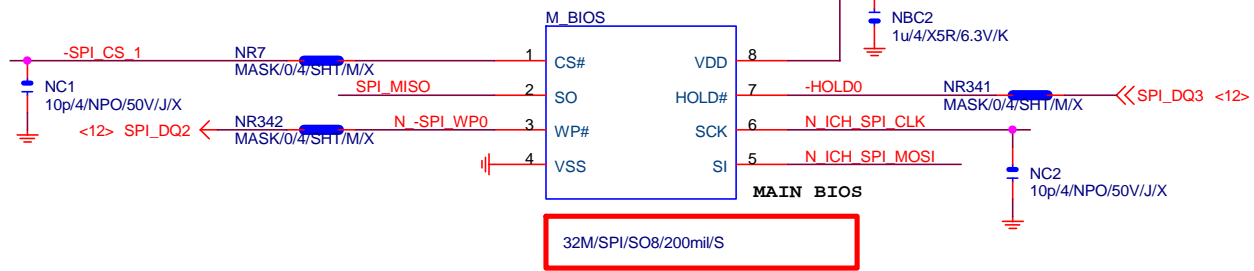 M_BIOS
NBC2
1u/4/X5R/6.3V/K
-SPI_CS_1
NR7
MASK/0/4/SHT/M/X
1
CS#
VDD
8
NC1
10p/4/NPO/50V/J/X
SPI_MISO
2
SO
HOLD#
7
-HOLD0
NR341
MASK/0/4/SHT/M/X
SPI_DQ3 <12>
<12> SPI_DQ2
NR342
MASK/0/4/SHT/M/X
N_-SPI_WP0
3
WP#
SCK
6
N_ICH_SPI_CLK
4
VSS
SI
5
N_ICH_SPI_MOSI
NC2
10p/4/NPO/50V/J/X
MAIN BIOS
32M/SPI/SO8/200mil/S